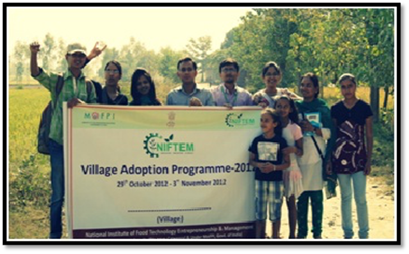 MOFPI
NIFTEM
NIFTEM
Village Adoption Programme-2012
29th October 2012- 1st November 2012
(Village)
National Institute of Food Technology Entrepreneurship & Management